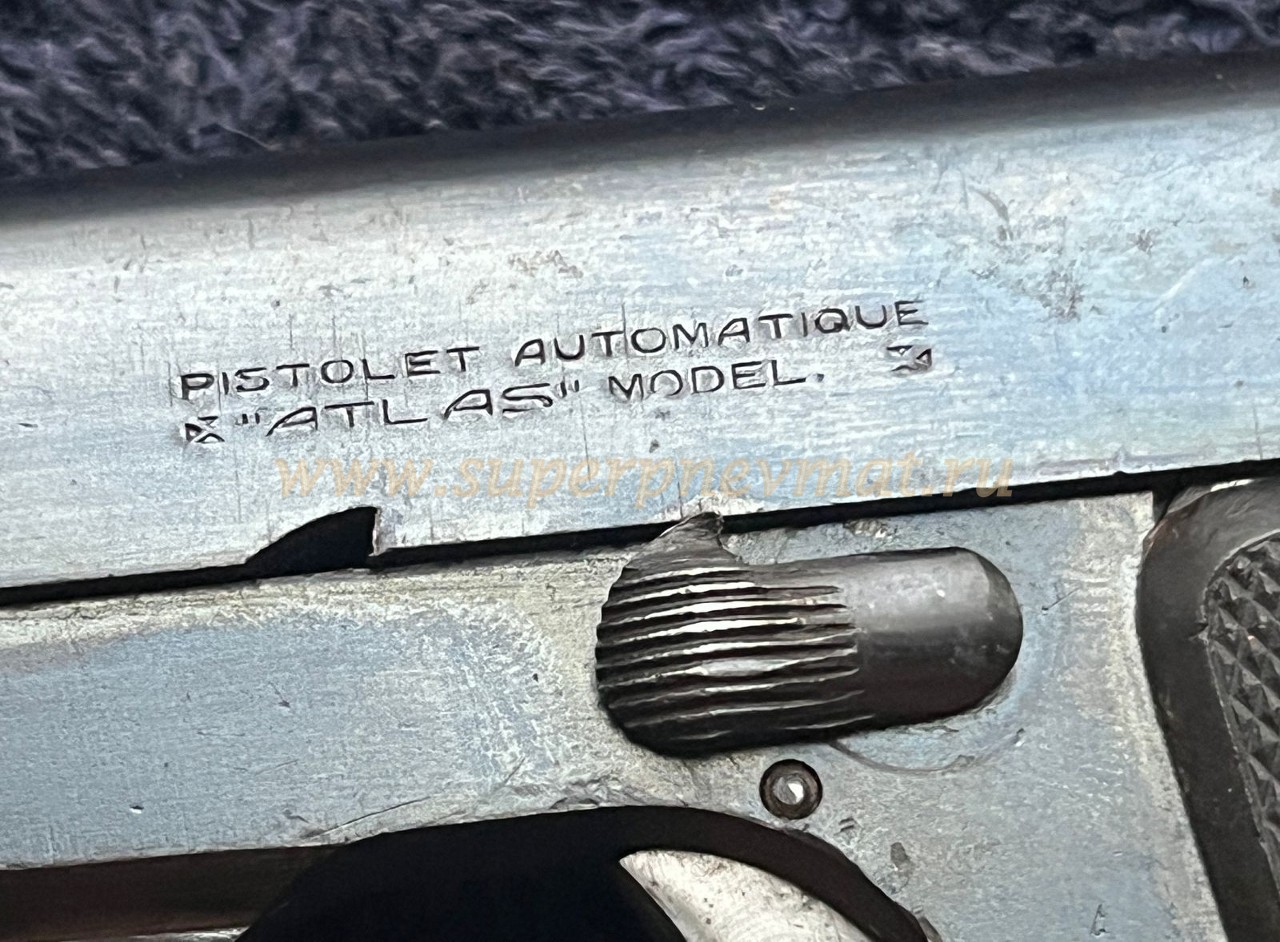 PISTOLET AUTOMATIQUE
"ATLAS" MODEL.
www.superpnevmat.ru